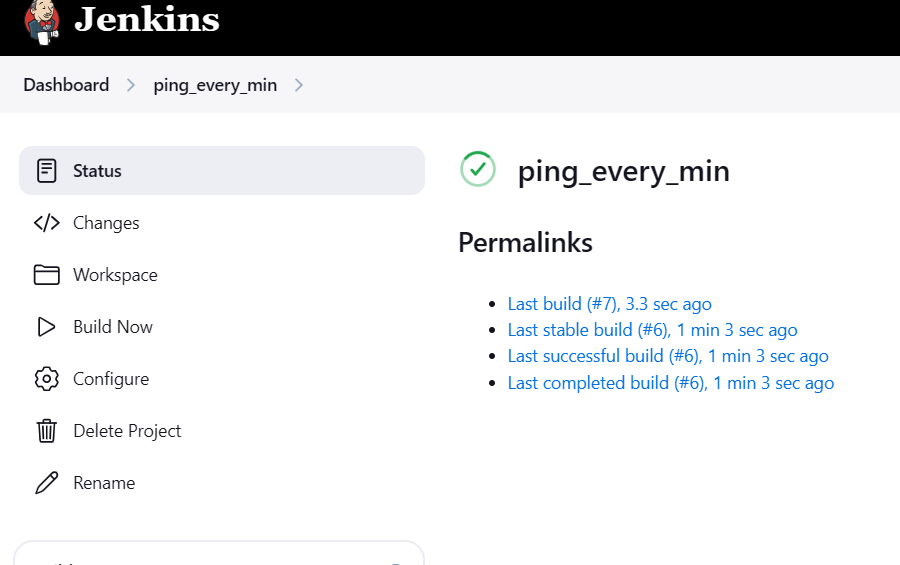 Jenkins
Dashboard
ping_every_min
Status
Changes
Workspace
Build Now
Configure
Delete Project
Rename
ping_every_min
Permalinks
Last build (#7), 3.3 sec ago
Last stable build (#6), 1 min 3 sec ago
Last successful build (#6), 1 min 3 sec ago
Last completed build (#6), 1 min 3 sec ago